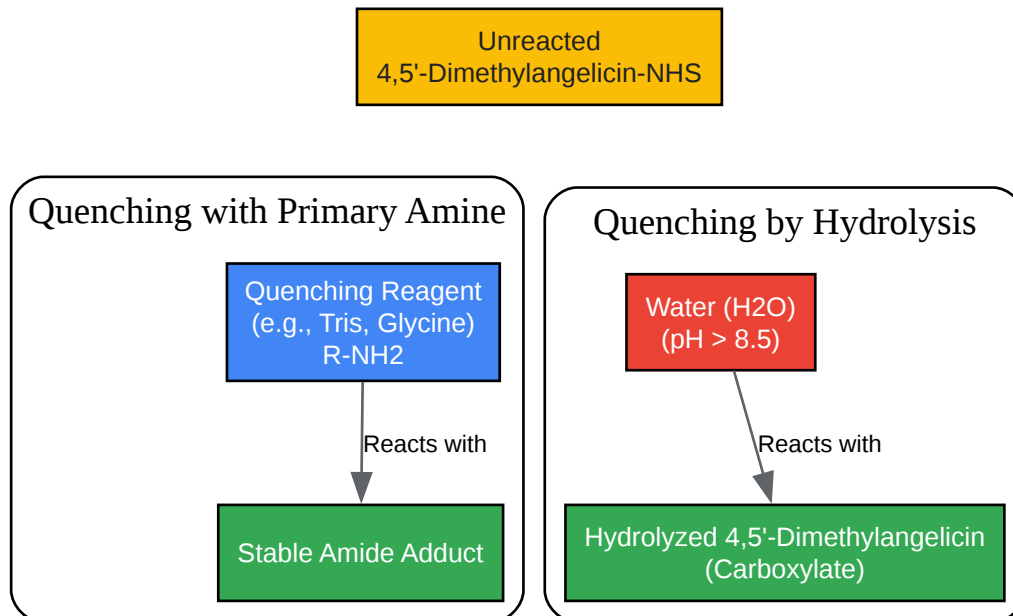 Unreacted
4,5'-Dimethylangelicin-NHS
Quenching with Primary Amine
Quenching Reagent
(e.g., Tris, Glycine)
R-NH2
Reacts with
Stable Amide Adduct
Quenching by Hydrolysis
Water (H2O)
(pH > 8.5)
Reacts with
Hydrolyzed 4,5'-Dimethylangelicin
(Carboxylate)